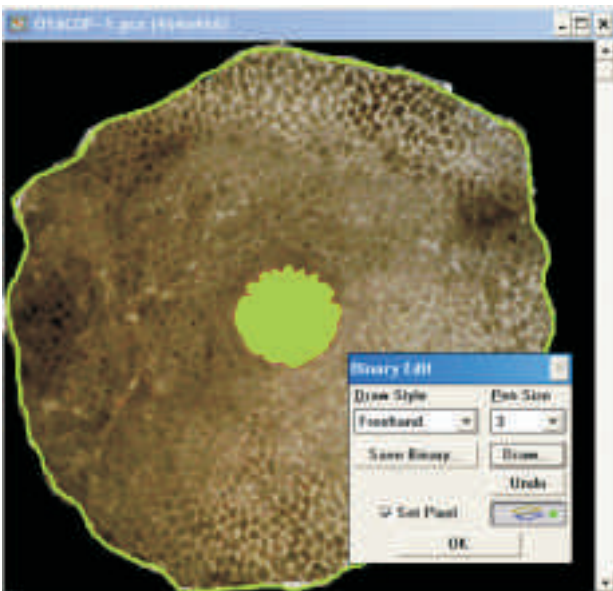 Binary Edit
Draw Style Pen Size
Freehand 3
Save Binary... Draw
Undo
Set Pixel
OK